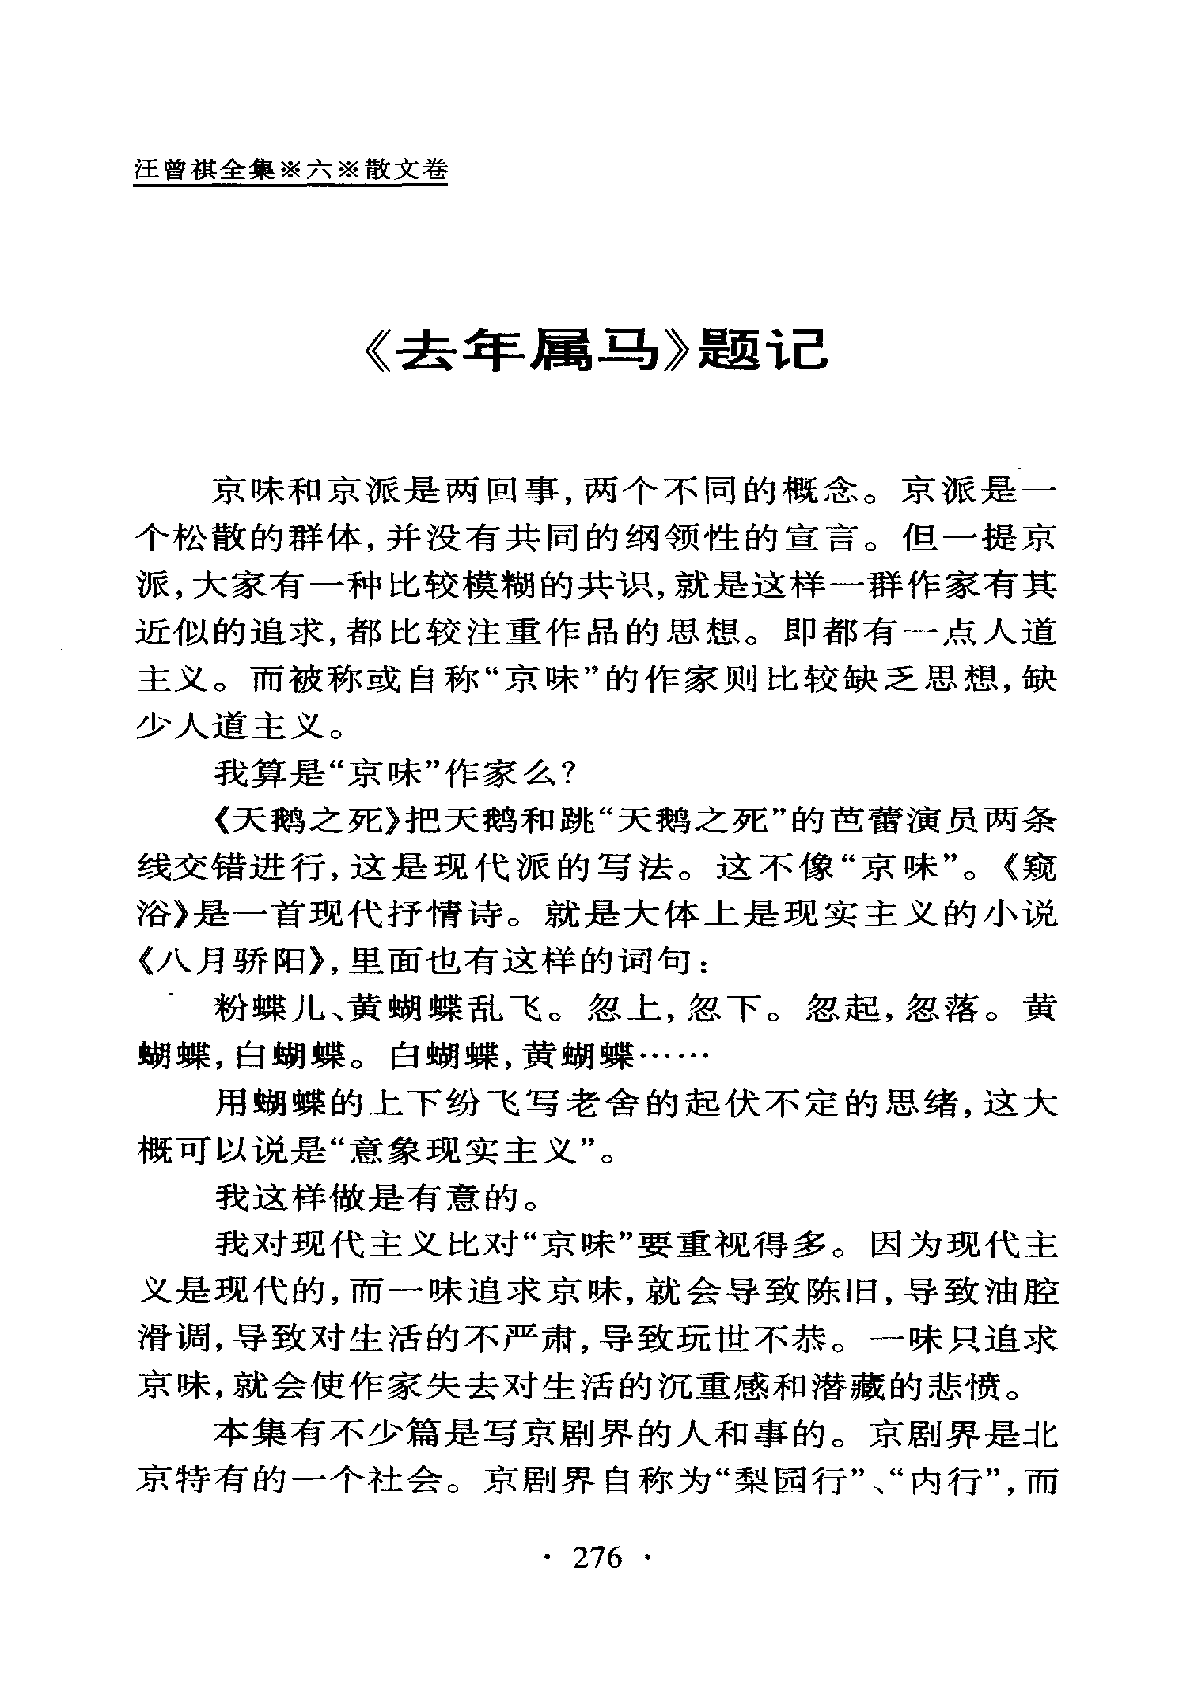 汪曾祺全集※六※散文卷
《去年属马》题记
京味和京派是两回事,两个不同的概念。京派是一
个松散的群体,并没有共同的纲领性的宣言。但一提京
派,大家有一种比较模糊的共识,就是这样一群作家有其
近似的追求,都比较注重作品的思想。即都有一点人道
主义。而被称或自称“京味”的作家则比较缺乏思想,缺
少人道主义。
我算是“京味”作家么?
《天鹅之死》把天鹅和跳“天鹅之死”的芭蕾演员两条
线交错进行,这是现代派的写法。这不像“京味”。《窥
浴》是一首现代抒情诗。就是大体上是现实主义的小说
《八月骄阳》,里面也有这样的词句:
粉蝶儿、黄蝴蝶乱飞。忽上,忽下。忽起,忽落。黄
蝴蝶,白蝴蝶。白蝴蝶,黄蝴蝶……
用蝴蝶的上下纷飞写老舍的起伏不定的思绪,这大
概可以说是“意象现实主义”。
我这样做是有意的。
我对现代主义比对“京味”要重视得多。因为现代主
义是现代的,而一味追求京味,就会导致陈旧,导致油腔
滑调,导致对生活的不严肃,导致玩世不恭。一味只追求
京味,就会使作家失去对生活的沉重感和潜藏的悲愤。
本集有不少篇是写京剧界的人和事的。京剧界是北
京特有的一个社会。京剧界自称为“梨园行”、“内行”,而
· 276 ·